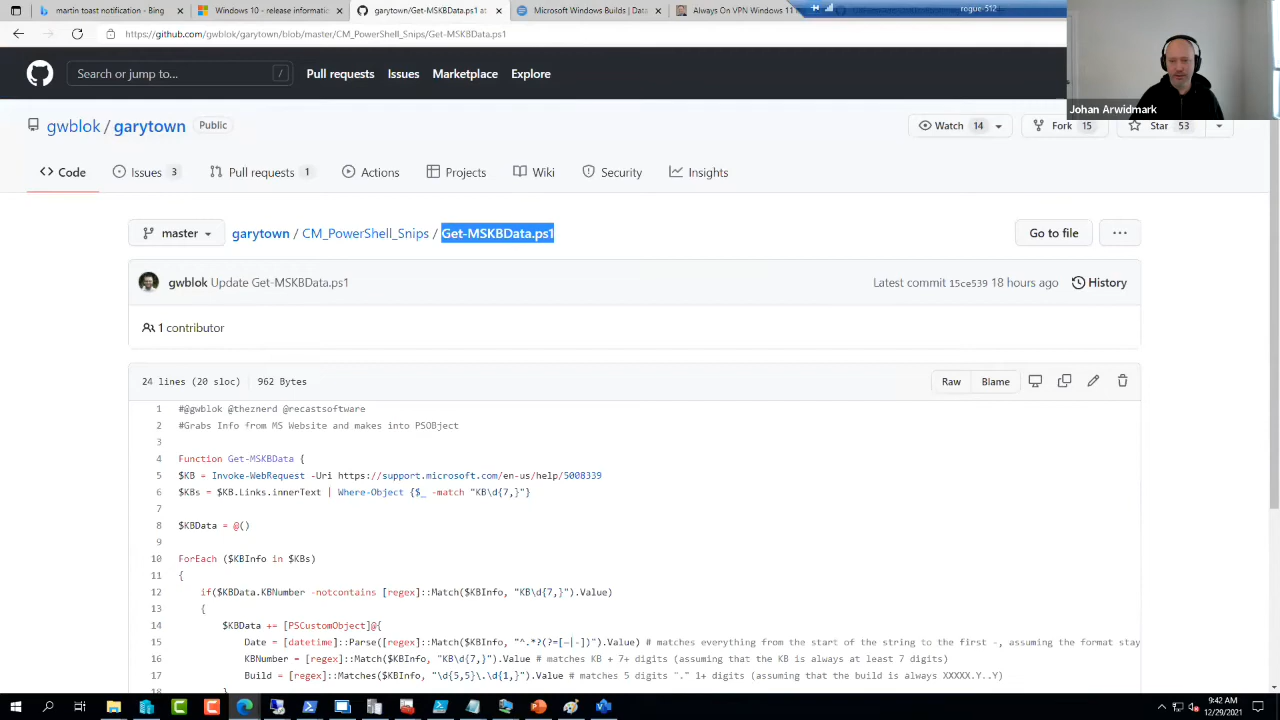 martin toast notification - Bing
Windows 10 - release informati
garytown/Get-MSKBData.ps1 at
Microsoft Windows Builds | Data
Always On VPN Windows 11
rogue-512
https://github.com/gwblok/garytown/blob/master/CM_PowerShell_Snips/Get-MSKBData.ps1
Search or jump to...
/
Pull requests
Issues
Marketplace
Explore
Johan Arwidmark
gwblok / garytown
Public
Watch 14
Fork 15
Star 53
<> Code
Issues 3
Pull requests 1
Actions
Projects
Wiki
Security
Insights
master
garytown / CM_PowerShell_Snips / Get-MSKBData.ps1
Go to file
...
gwblok Update Get-MSKBData.ps1
Latest commit 15ce539 18 hours ago
History
1 contributor
24 lines (20 sloc) 962 Bytes
Raw
Blame
1 #@gwblok @theznerd @recastsoftware
2 #Grabs Info from MS Website and makes into PSOBject
3
4 Function Get-MSKBData {
5 $KB = Invoke-WebRequest -Uri https://support.microsoft.com/en-us/help/5008339
6 $KBs = $KB.Links.innerText | Where-Object {$_ -match "KB\d{7,}"}
7
8 $KBData = @()
9
10 ForEach ($KBInfo in $KBs)
11 {
12 if($KBData.KBNumber -notcontains [regex]::Match($KBInfo, "KB\d{7,}").Value)
13 {
14 $KBData += [PSCustomObject]@{
15 Date = [datetime]::Parse([regex]::Match($KBInfo, "^.*?(?=[—|-])").Value) # matches everything from the start of the string to the first -, assuming the format stay
16 KBNumber = [regex]::Match($KBInfo, "KB\d{7,}").Value # matches KB + 7+ digits (assuming that the KB is always at least 7 digits)
17 Build = [regex]::Matches($KBInfo, "\d{5,5}\.\d{1,}").Value # matches 5 digits "." 1+ digits (assuming that the build is always XXXXX.Y..Y)
18 }
9:42 AM
12/29/2021